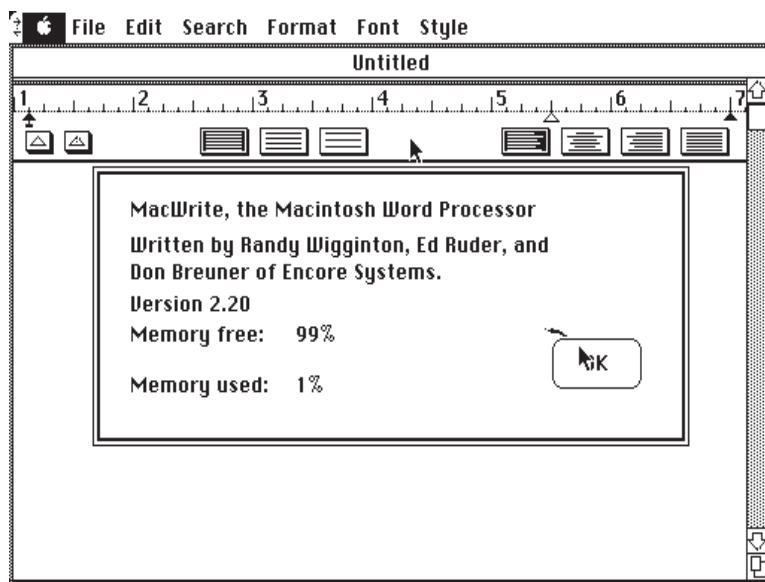 File Edit Search Format Font Style
Untitled
1 2 3 4 5 6 7
MacWrite, the Macintosh Word Processor
Written by Randy Wigginton, Ed Ruder, and
Don Breuner of Encore Systems.
Version 2.20
Memory free: 99%
OK
Memory used: 1%